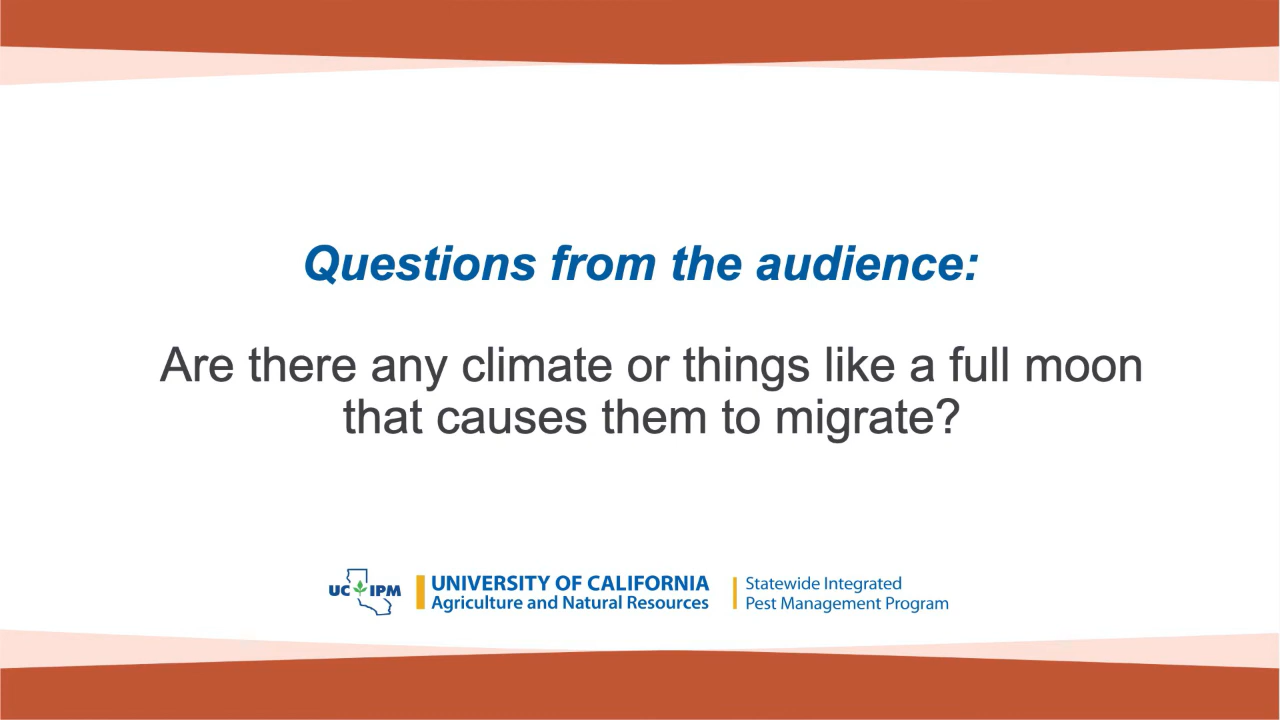 Questions from the audience:
Are there any climate or things like a full moon
that causes them to migrate?
UC IPM
UNIVERSITY OF CALIFORNIA
Agriculture and Natural Resources
Statewide Integrated
Pest Management Program